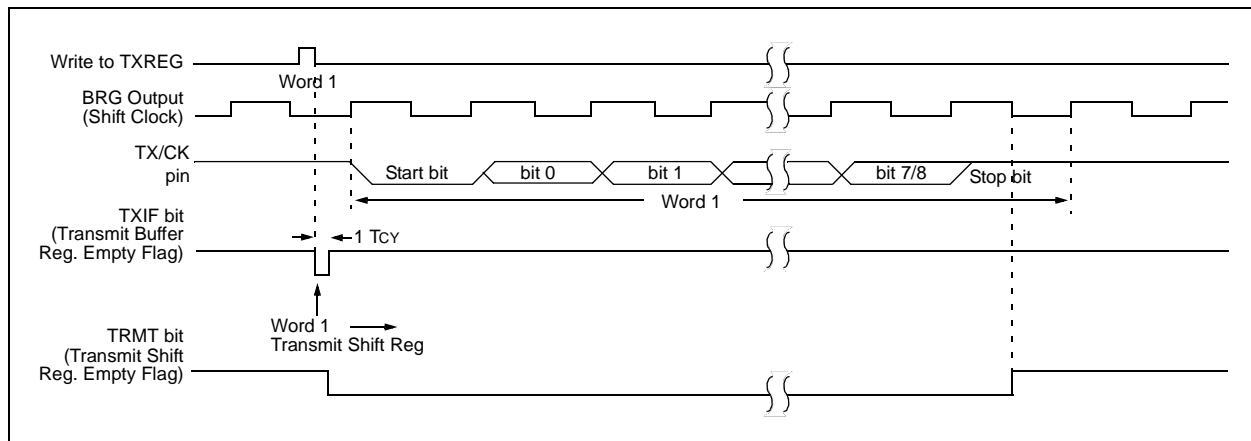 Write to TXREG
Word 1
BRG Output
(Shift Clock)
TX/CK
pin
Start bit
bit 0
bit 1
bit 7/8
Stop bit
Word 1
TXIF bit
(Transmit Buffer
Reg. Empty Flag)
1 TCY
Word 1
Transmit Shift Reg
TRMT bit
(Transmit Shift
Reg. Empty Flag)